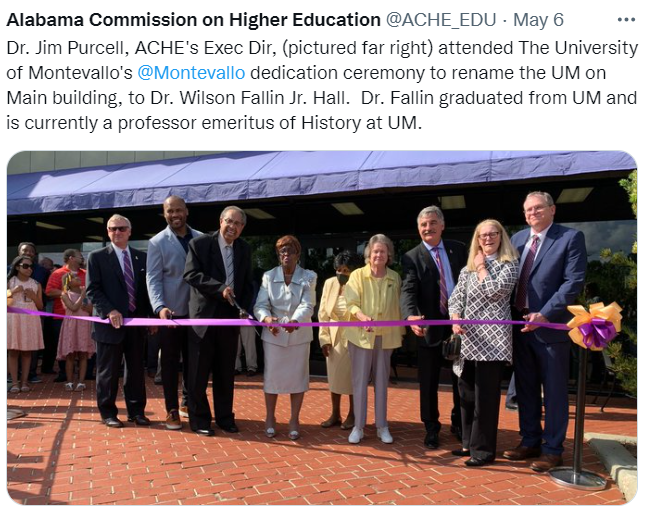 Alabama Commission on Higher Education @ACHE_EDU · May 6 ···
Dr. Jim Purcell, ACHE's Exec Dir, (pictured far right) attended The University
of Montevallo's @Montevallo dedication ceremony to rename the UM on
Main building, to Dr. Wilson Fallin Jr. Hall.  Dr. Fallin graduated from UM and
is currently a professor emeritus of History at UM.